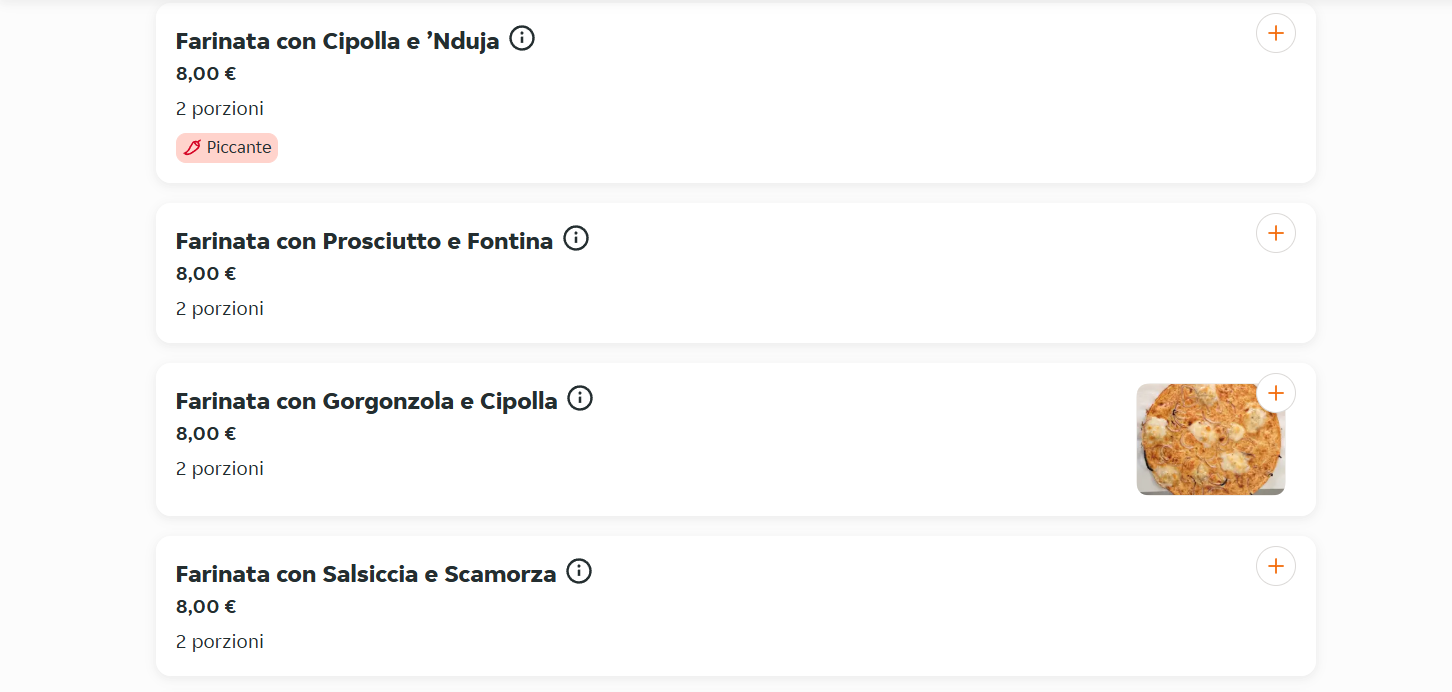 Farinata con Cipolla e ’Nduja
8,00 €
2 porzioni
Piccante
Farinata con Prosciutto e Fontina
8,00 €
2 porzioni
Farinata con Gorgonzola e Cipolla
8,00 €
2 porzioni
Farinata con Salsiccia e Scamorza
8,00 €
2 porzioni